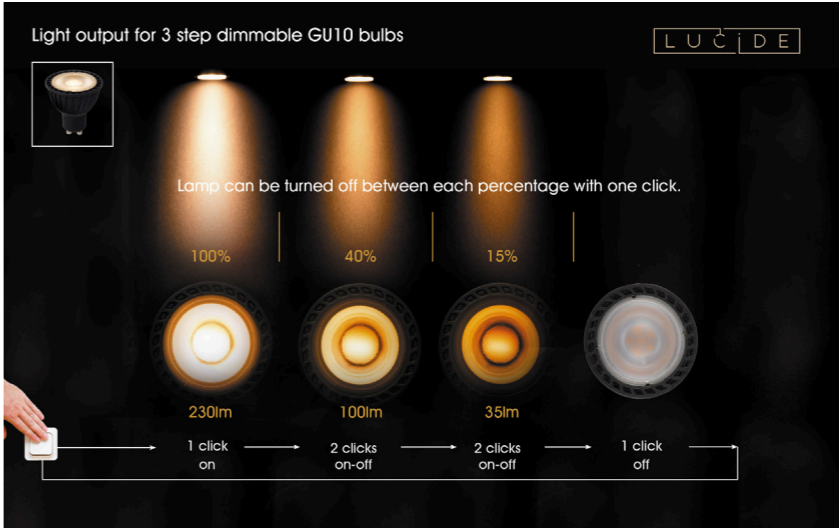 Light output for 3 step dimmable GU10 bulbs
LUCiDE
Lamp can be turned off between each percentage with one click.
100%
40%
15%
230lm
100lm
35lm
1 click
on
2 clicks
on-off
2 clicks
on-off
1 click
off